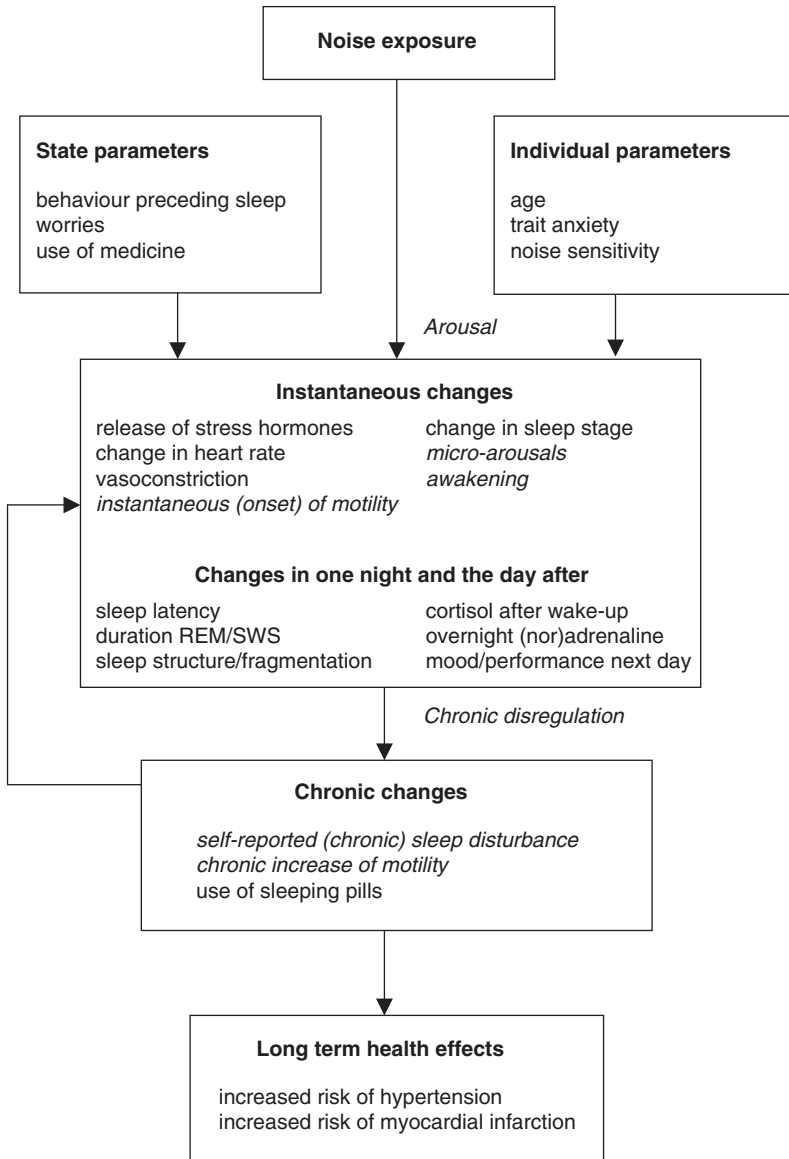 Noise exposure
State parameters
behaviour preceding sleep
worries
use of medicine
Individual parameters
age
trait anxiety
noise sensitivity
Arousal
Instantaneous changes
release of stress hormones
change in heart rate
vasoconstriction
instantaneous (onset) of motility
change in sleep stage
micro-arousals
awakening
Changes in one night and the day after
sleep latency
duration REM/SWS
sleep structure/fragmentation
cortisol after wake-up
overnight (nor)adrenaline
mood/performance next day
Chronic disregulation
Chronic changes
self-reported (chronic) sleep disturbance
chronic increase of motility
use of sleeping pills
Long term health effects
increased risk of hypertension
increased risk of myocardial infarction